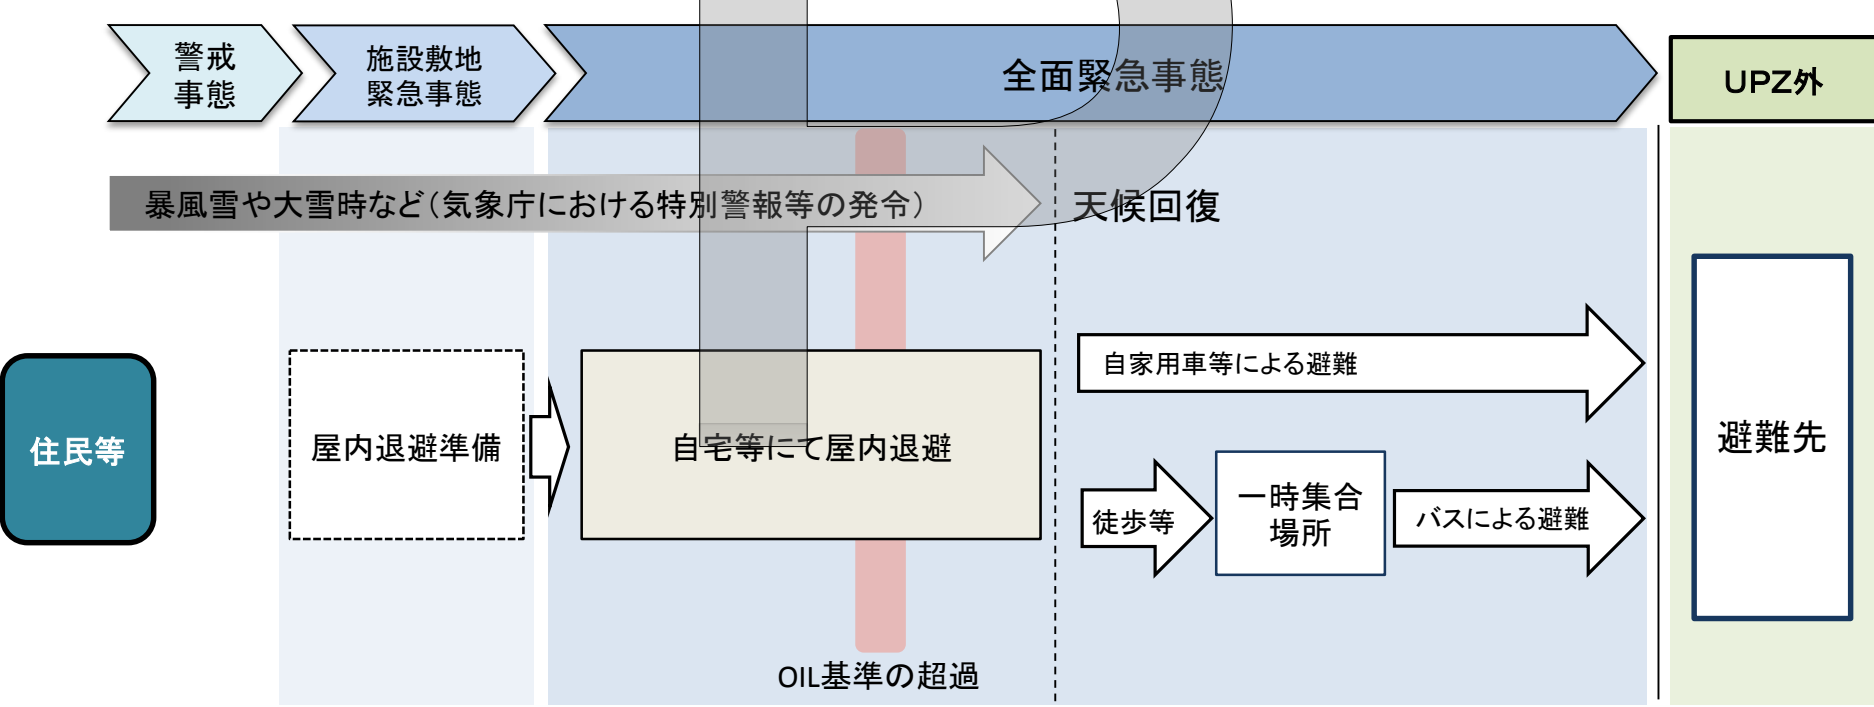 警戒
事態
施設敷地
緊急事態
全面緊急事態
UPZ外
暴風雪や大雪時など（気象庁における特別警報等の発令）
天候回復
住民等
屋内退避準備
自宅等にて屋内退避
自家用車等による避難
徒歩等
一時集合
場所
バスによる避難
避難先
OIL基準の超過